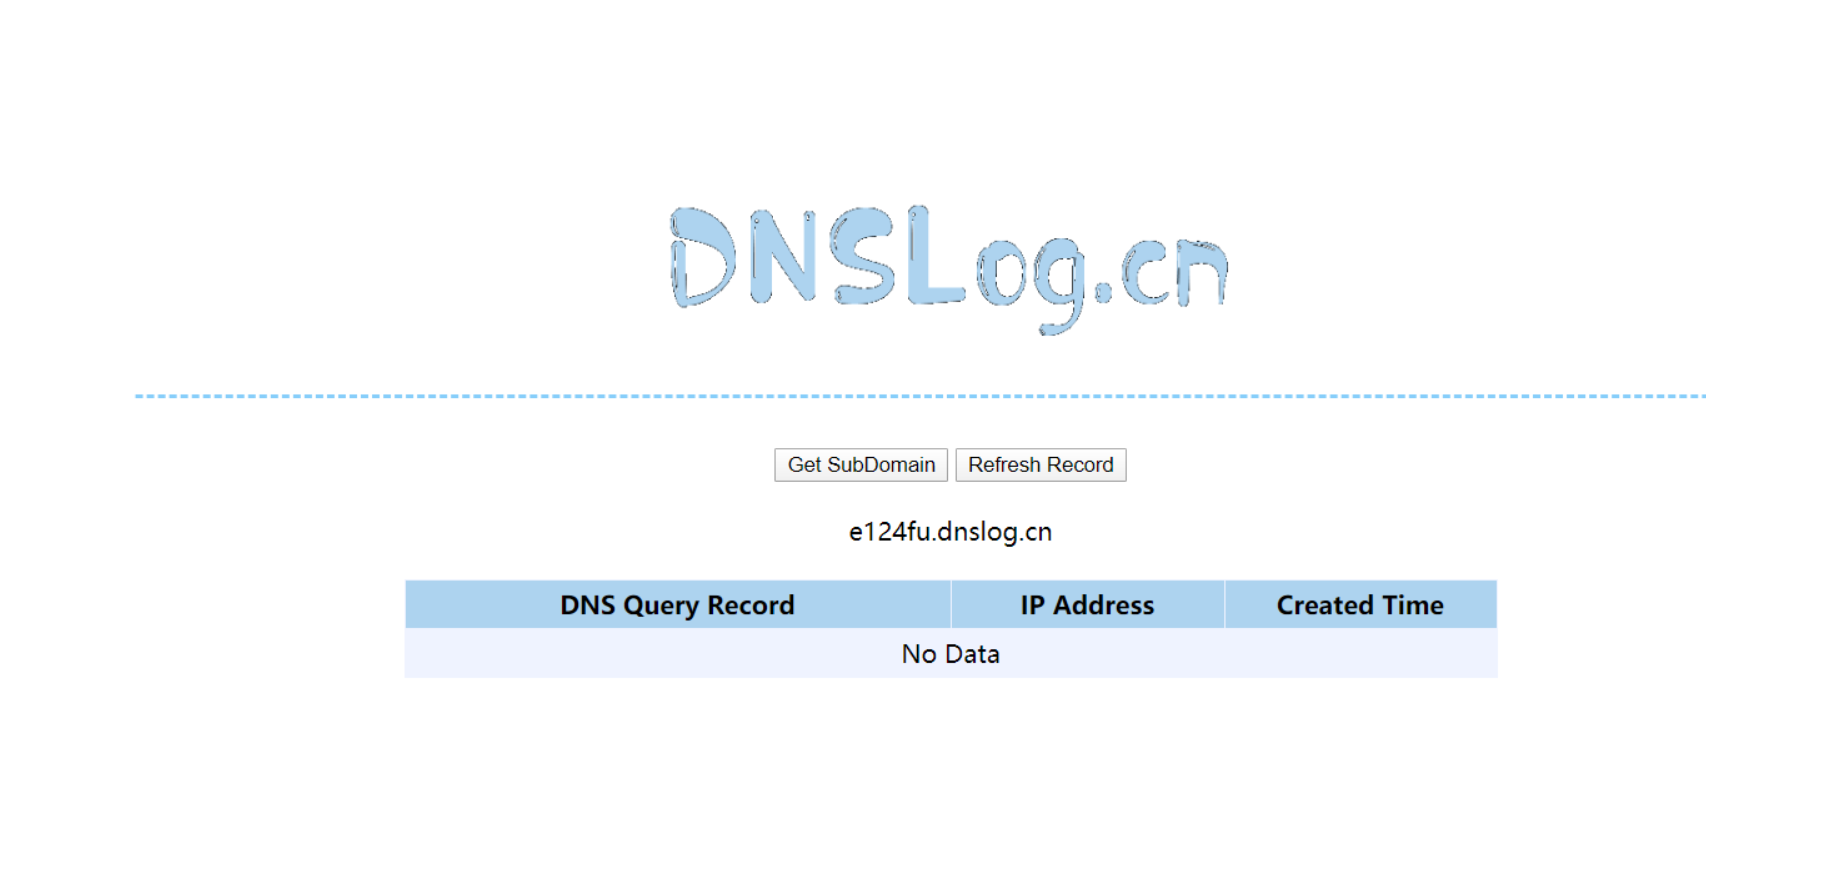 DNSLog.cn
Get SubDomain Refresh Record
e124fu.dnslog.cn
DNS Query Record IP Address Created Time
No Data